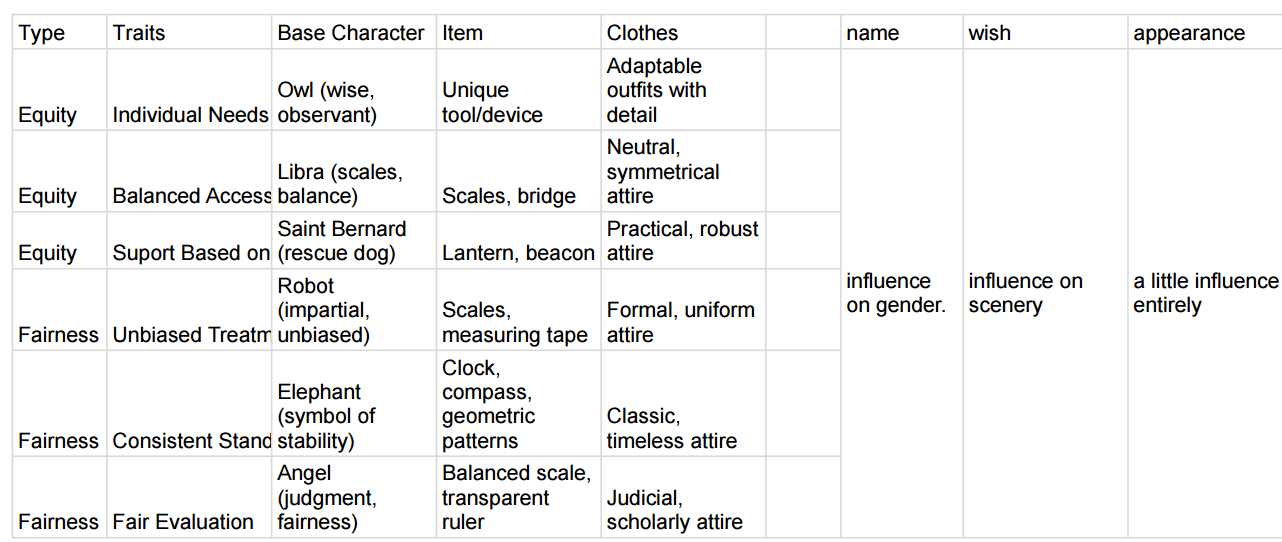 Type Traits Base Character Item Clothes name wish appearance
Equity Individual Needs Owl (wise, observant) Unique tool/device Adaptable outfits with detail
Equity Balanced Access Libra (scales, balance) Scales, bridge Neutral, symmetrical attire
Equity Suport Based on Saint Bernard (rescue dog) Lantern, beacon Practical, robust attire
Fairness Unbiased Treatm Robot (impartial, unbiased) Scales, measuring tape Formal, uniform attire
influence on gender. influence on scenery a little influence entirely
Fairness Consistent Stand Elephant (symbol of stability) Clock, compass, geometric patterns Classic, timeless attire
Fairness Fair Evaluation Angel (judgment, fairness) Balanced scale, transparent ruler Judicial, scholarly attire